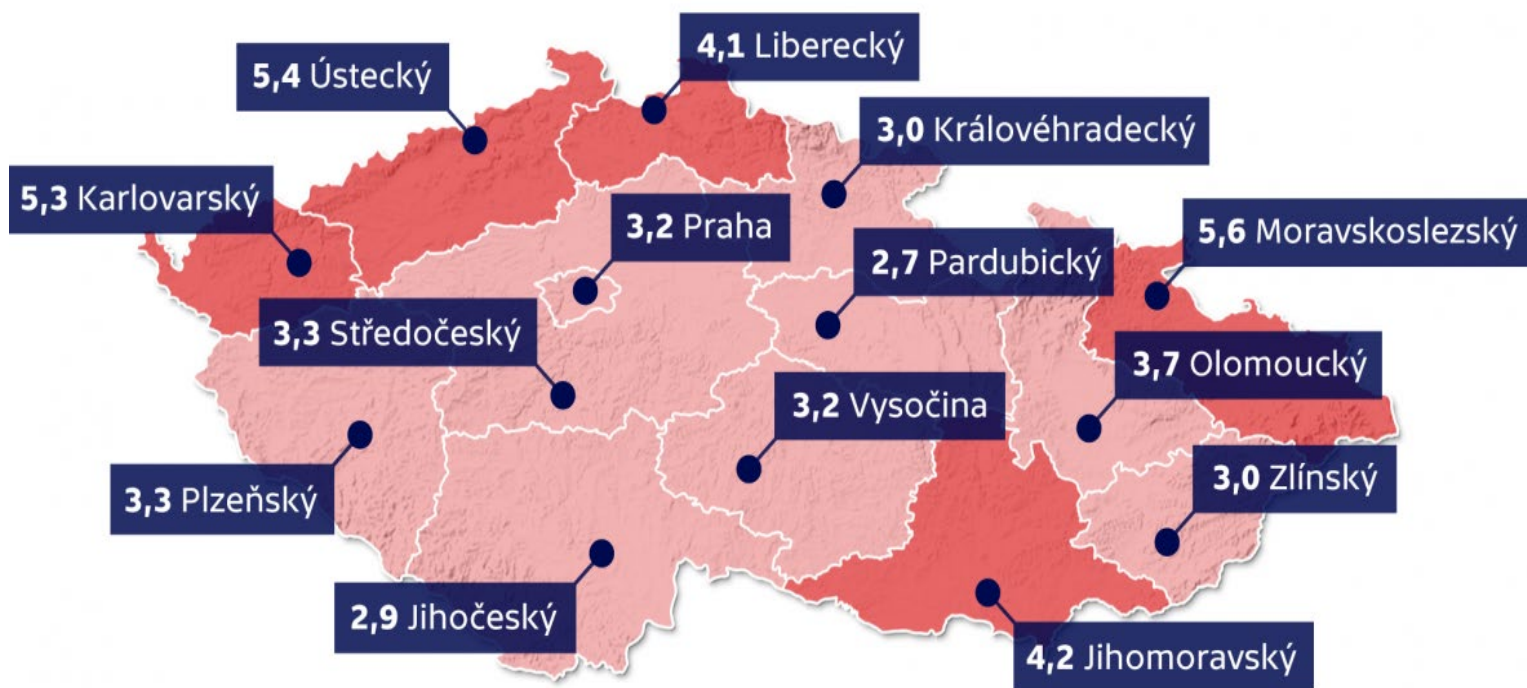 4,1 Liberecký
5,4 Ústecký
3,0 Královéhradecký
5,3 Karlovarský
3,2 Praha
5,6 Moravskoslezský
2,7 Pardubický
3,3 Středočeský
3,7 Olomoucký
3,2 Vysočina
3,0 Zlínský
3,3 Plzeňský
2,9 Jihočeský
4,2 Jihomoravský